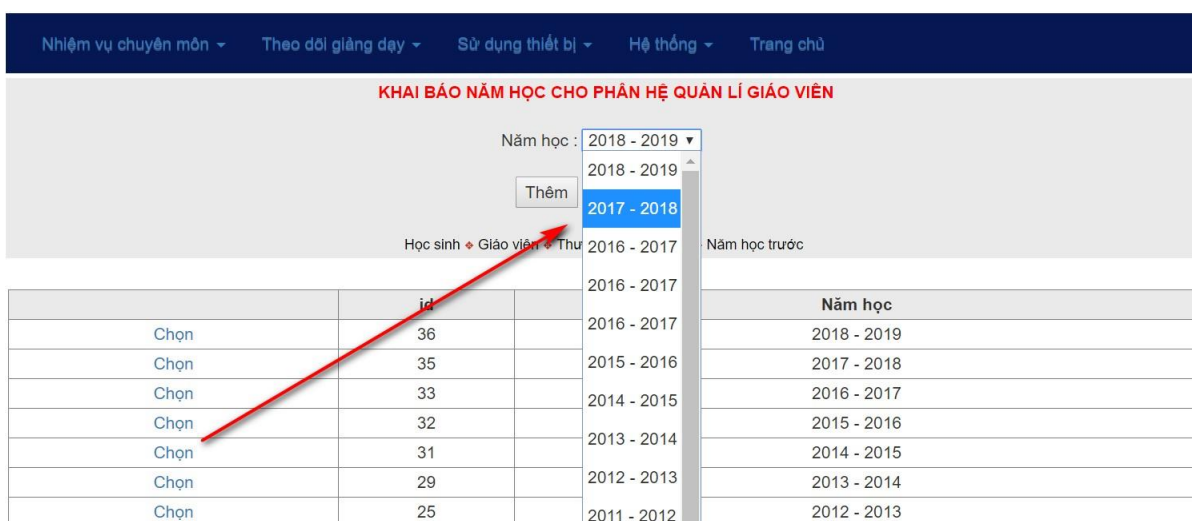 Nhiệm vụ chuyên môn Theo dõi giảng dạy Sử dụng thiết bị Hệ thống Trang chủ
KHAI BÁO NĂM HỌC CHO PHÂN HỆ QUẢN LÍ GIÁO VIÊN
Năm học : 2018 - 2019
2018 - 2019
Thêm
2017 - 2018
Học sinh Giáo viên Thư 2016 - 2017 Năm học trước
2016 - 2017
id Năm học
2016 - 2017
Chọn 36 2018 - 2019
Chọn 35 2015 - 2016 2017 - 2018
Chọn 33 2014 - 2015 2016 - 2017
Chọn 32 2015 - 2016
2013 - 2014
Chọn 31 2014 - 2015
Chọn 29 2012 - 2013 2013 - 2014
Chọn 25 2011 - 2012 2012 - 2013